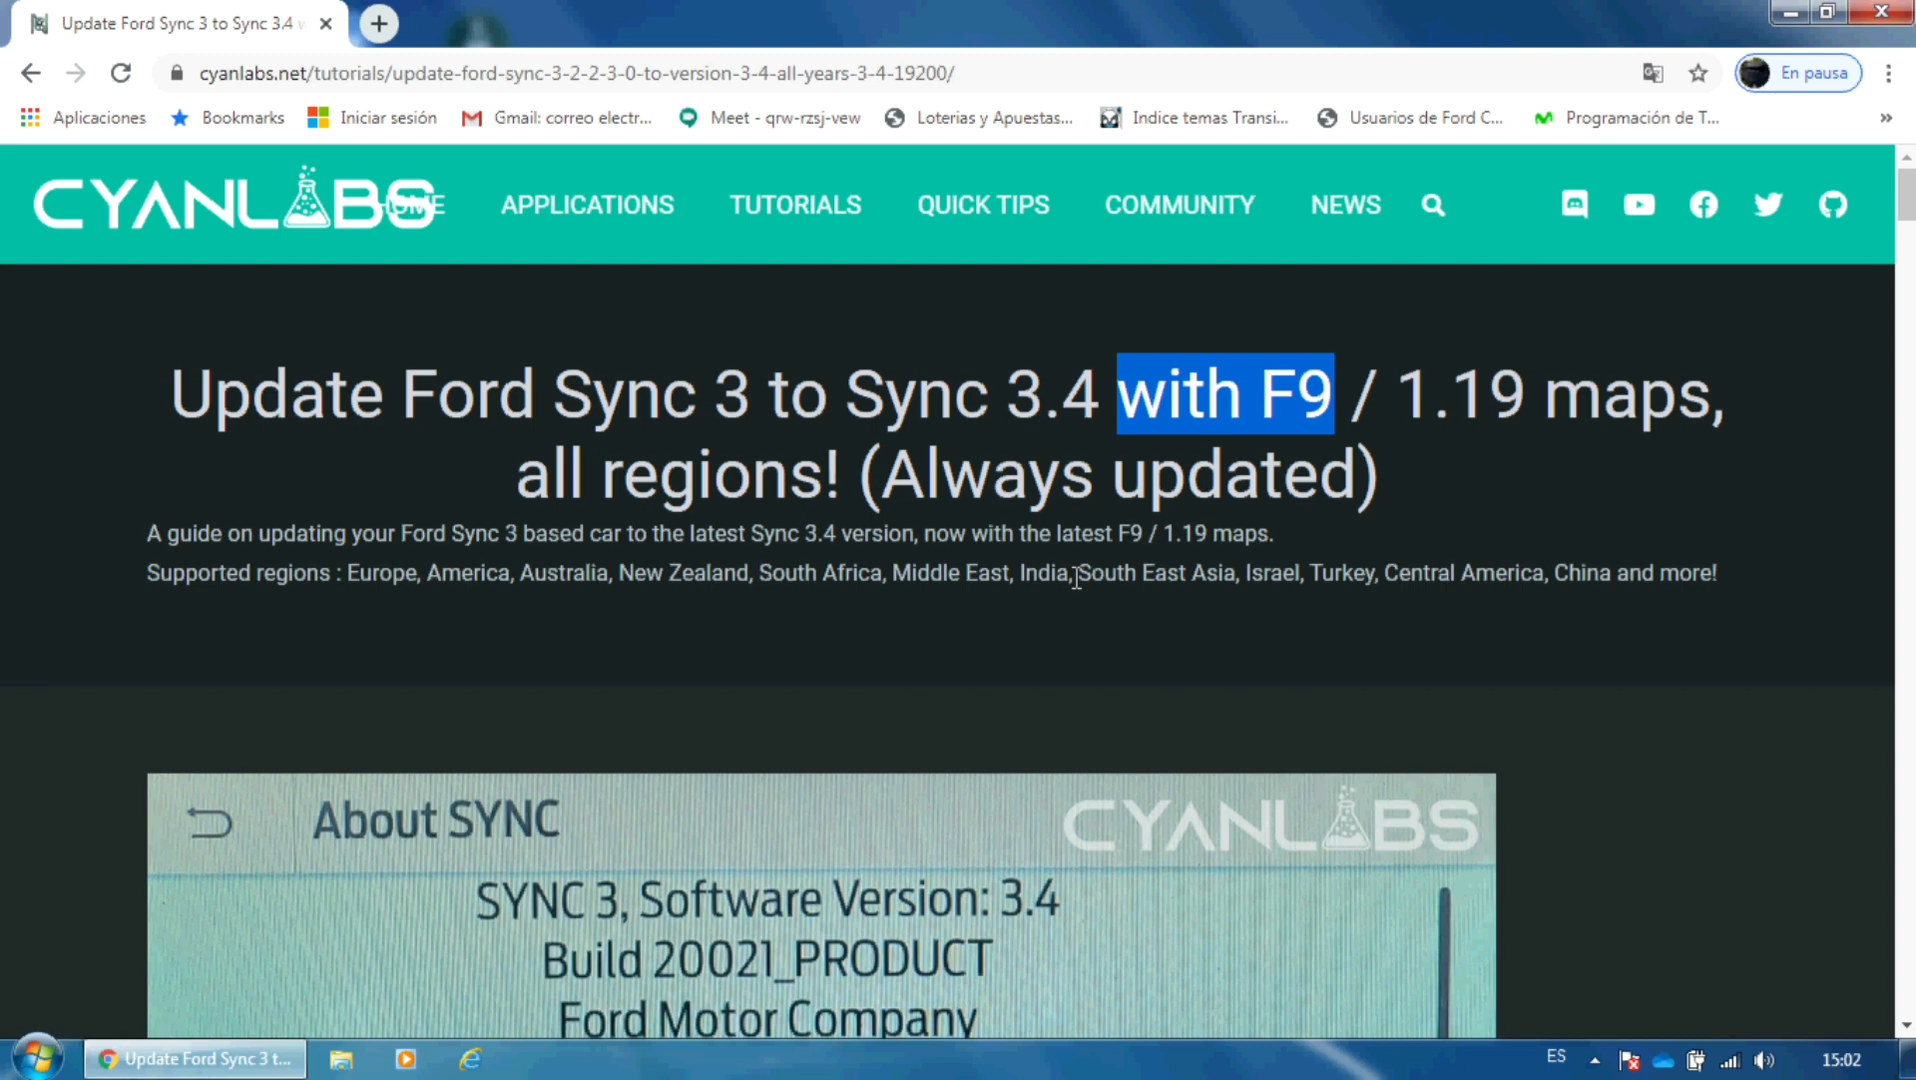 Update Ford Sync 3 to Sync 3.4 w
cyanlabs.net/tutorials/update-ford-sync-3-2-2-3-0-to-version-3-4-all-years-3-4-19200/
En pausa
Aplicaciones Bookmarks Iniciar sesión Gmail: correo electr... Meet - qrw-rzsj-vew Loterias y Apuestas... Indice temas Transi... Usuarios de Ford C... Programación de T... »
CYANLABS HOME APPLICATIONS TUTORIALS QUICK TIPS COMMUNITY NEWS
Update Ford Sync 3 to Sync 3.4 with F9 / 1.19 maps,
all regions! (Always updated)
A guide on updating your Ford Sync 3 based car to the latest Sync 3.4 version, now with the latest F9 / 1.19 maps.
Supported regions : Europe, America, Australia, New Zealand, South Africa, Middle East, India, South East Asia, Israel, Turkey, Central America, China and more!
About SYNC CYANLABS
SYNC 3, Software Version: 3.4
Build 20021_PRODUCT
Ford Motor Company
Update Ford Sync 3 t... ES 15:02